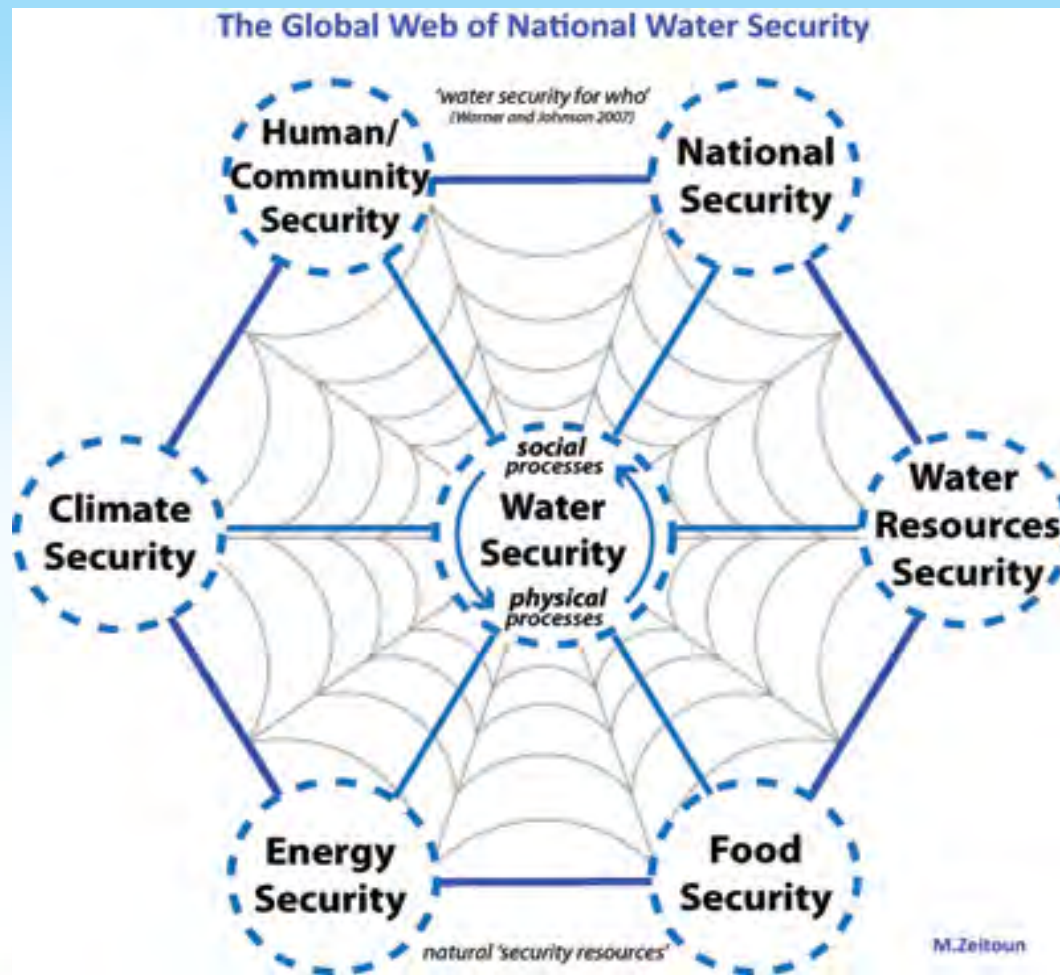 The Global Web of National Water Security
'water security for who'
(Warner and Johnson 2007)
Human/
Community
Security
National
Security
Climate
Security
social
processes
Water
Security
physical
processes
Water
Resources
Security
Energy
Security
Food
Security
natural 'security resources'
M.Zeitoun